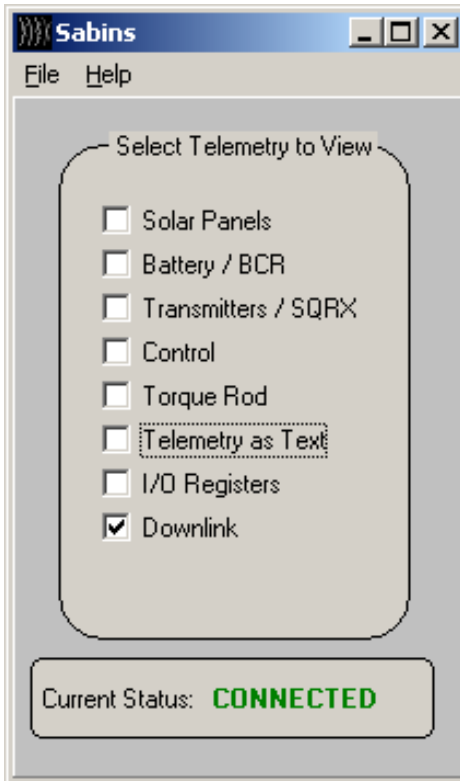 Sabins
File Help
Select Telemetry to View
Solar Panels
Battery / BCR
Transmitters / SQRX
Control
Torque Rod
Telemetry as Text
I/O Registers
Downlink
Current Status: CONNECTED